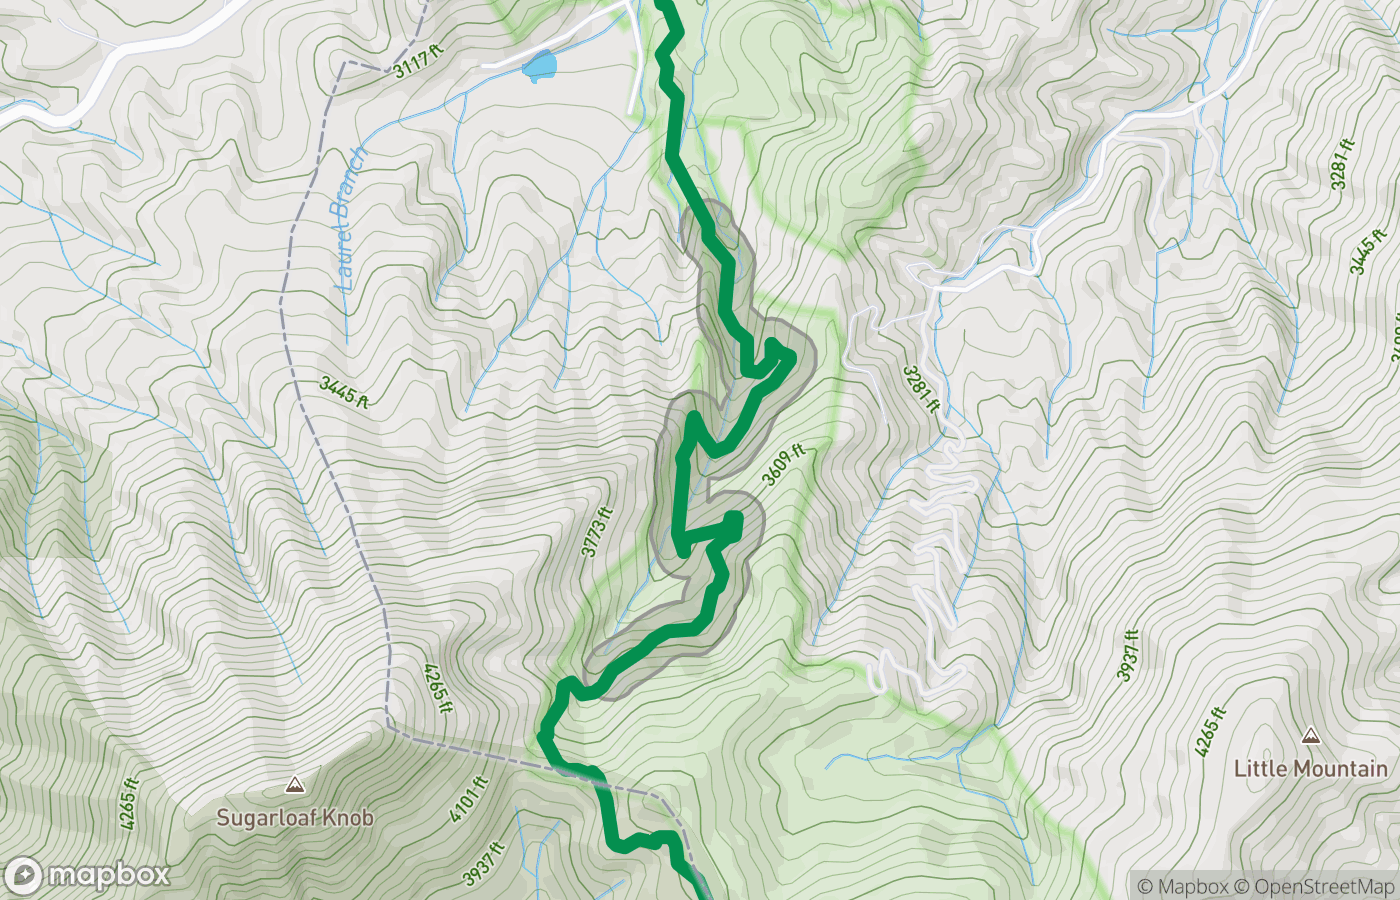 3117 ft
Laurel Branch
3281 ft
3445 ft
3445 ft
3281 ft
3609 ft
3773 ft
3937 ft
4265 ft
4265 ft
Little Mountain
4265 ft
Sugarloaf Knob
4101 ft
3937 ft
mapbox
© Mapbox © OpenStreetMap